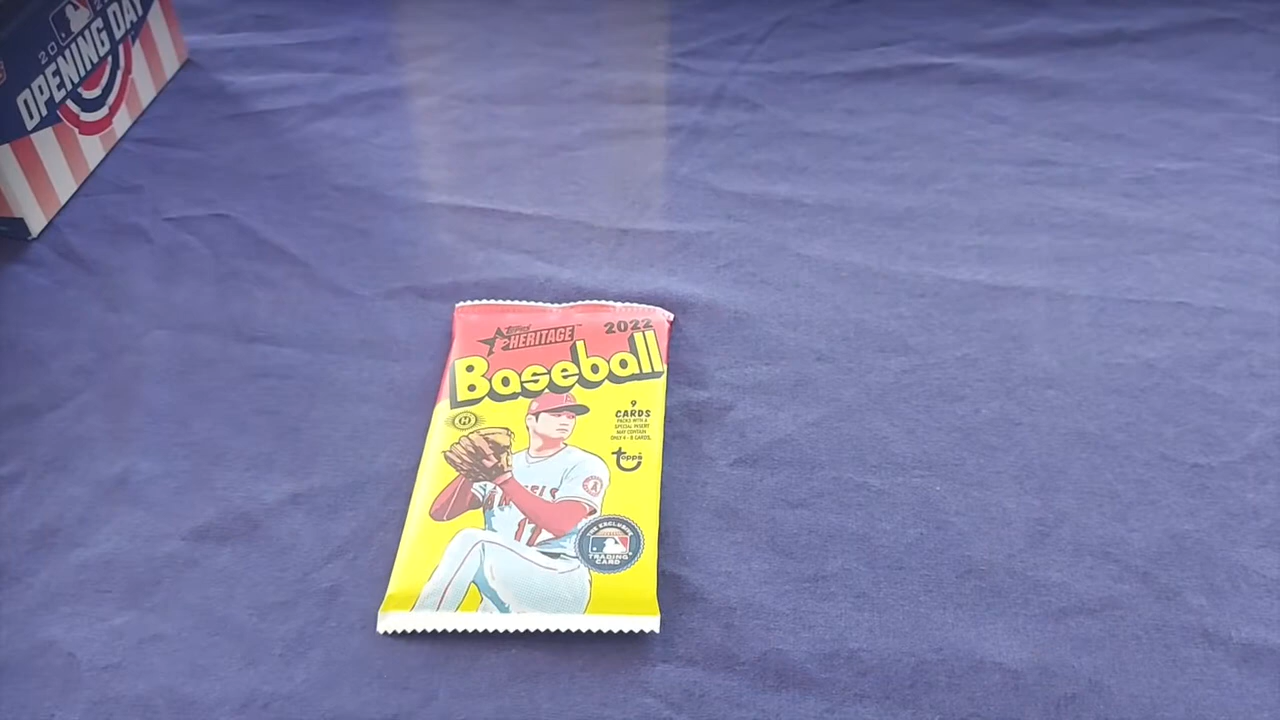 20
OPENING DAY
topps
HERITAGE
2022
Baseball
9
CARDS
PACKS WITH A
SPECIAL INSERT
MAY CONTAIN
ONLY 4 - 8 CARDS.
topps
ANGELS
17
A
THE EXCLUSIVE
TRADING
CARD